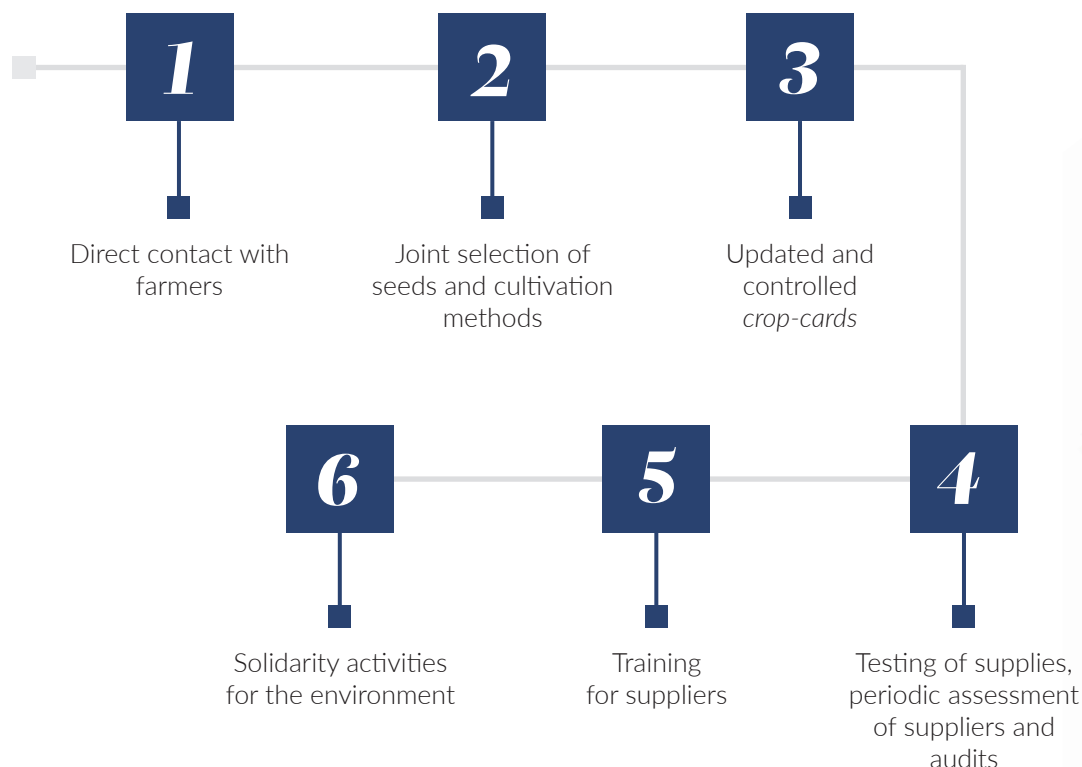 1
Direct contact with
farmers
2
Joint selection of
seeds and cultivation
methods
3
Updated and
controlled
crop-cards
4
Testing of supplies,
periodic assessment
of suppliers and
audits
5
Training
for suppliers
6
Solidarity activities
for the environment